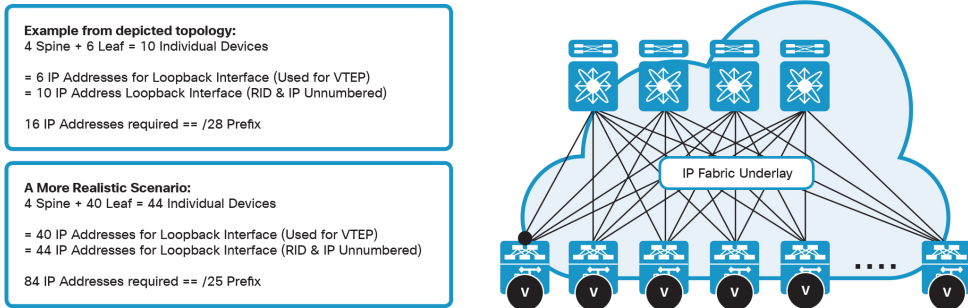 Example from depicted topology:
4 Spine + 6 Leaf = 10 Individual Devices
= 6 IP Addresses for Loopback Interface (Used for VTEP)
= 10 IP Address Loopback Interface (RID & IP Unnumbered)
16 IP Addresses required == /28 Prefix
A More Realistic Scenario:
4 Spine + 40 Leaf = 44 Individual Devices
= 40 IP Addresses for Loopback Interface (Used for VTEP)
= 44 IP Addresses for Loopback Interface (RID & IP Unnumbered)
84 IP Addresses required == /25 Prefix
IP Fabric Underlay
V V V V V V